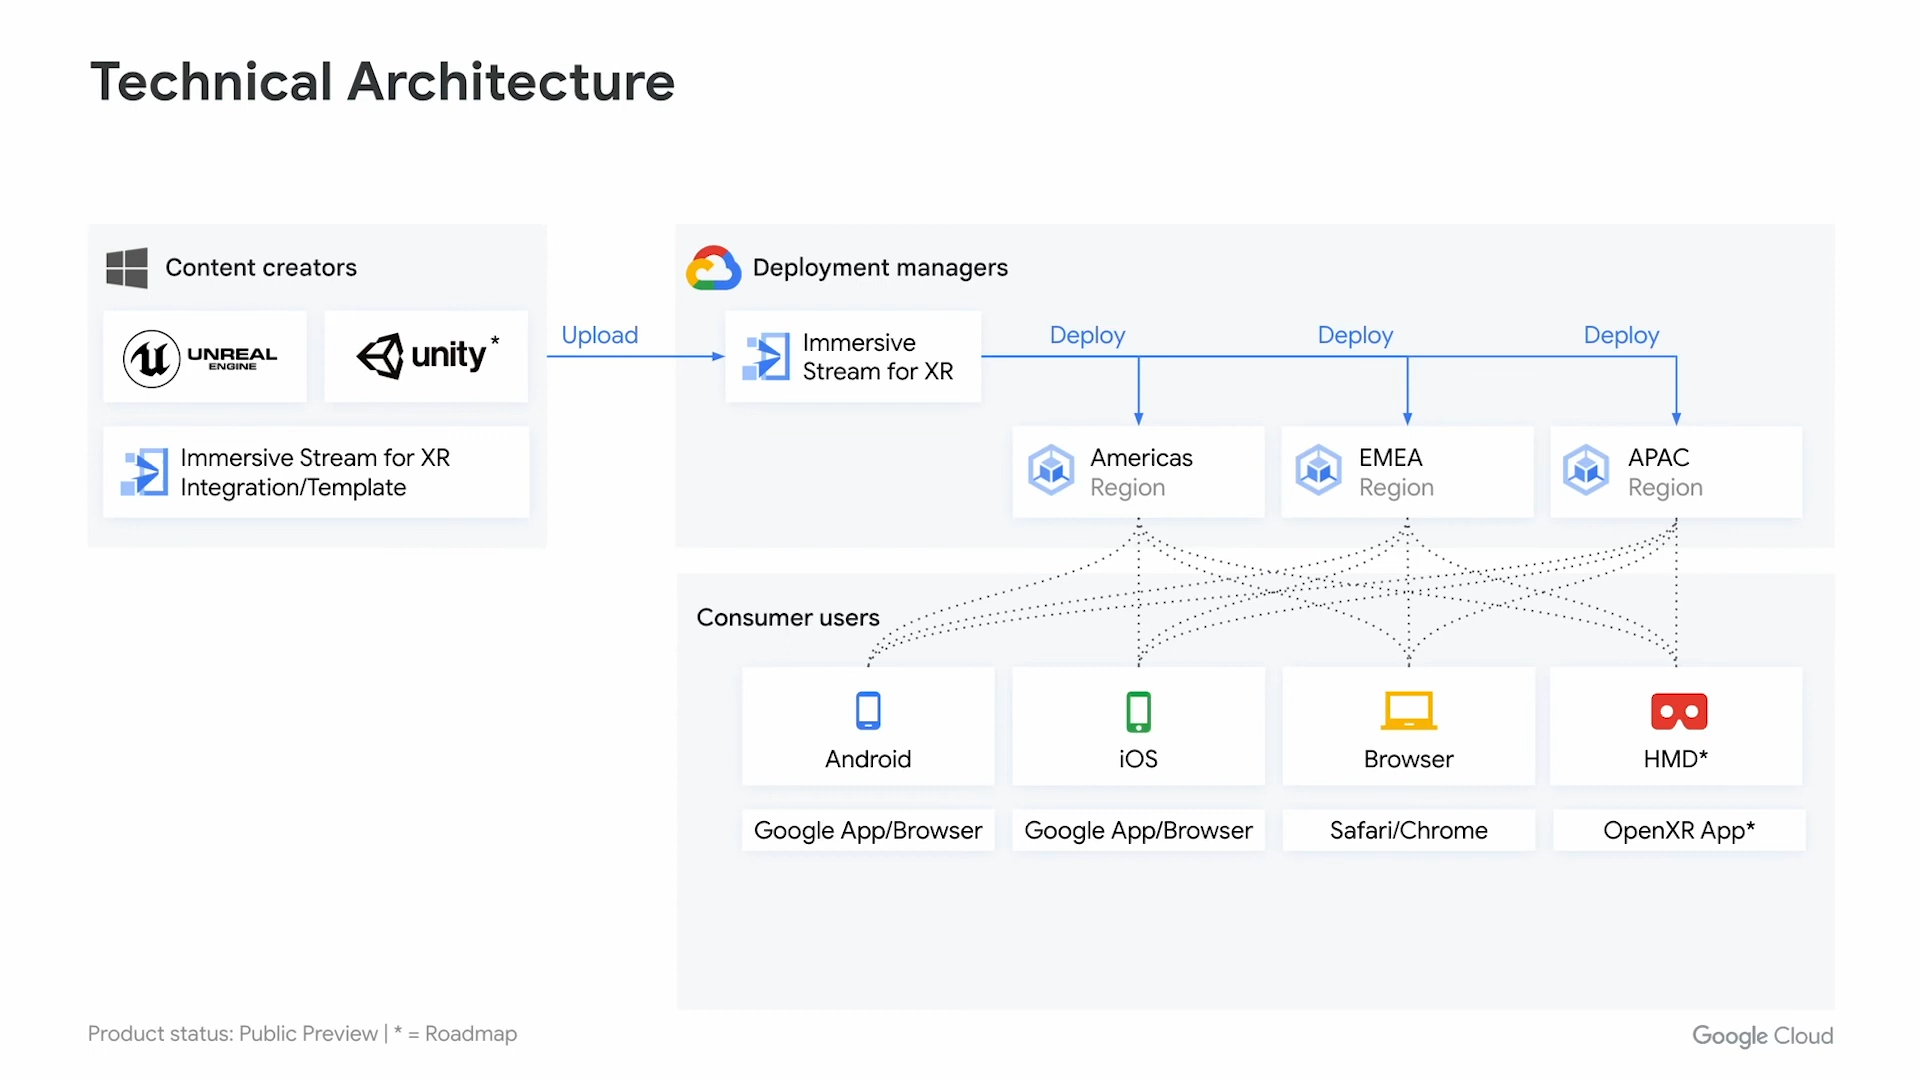 Technical Architecture
Content creators
UNREAL
ENGINE
unity*
Immersive Stream for XR
Integration/Template
Upload
Deployment managers
Immersive
Stream for XR
Deploy
Deploy
Deploy
Americas
Region
EMEA
Region
APAC
Region
Consumer users
Android
iOS
Browser
HMD*
Google App/Browser
Google App/Browser
Safari/Chrome
OpenXR App*
Product status: Public Preview | * = Roadmap
Google Cloud